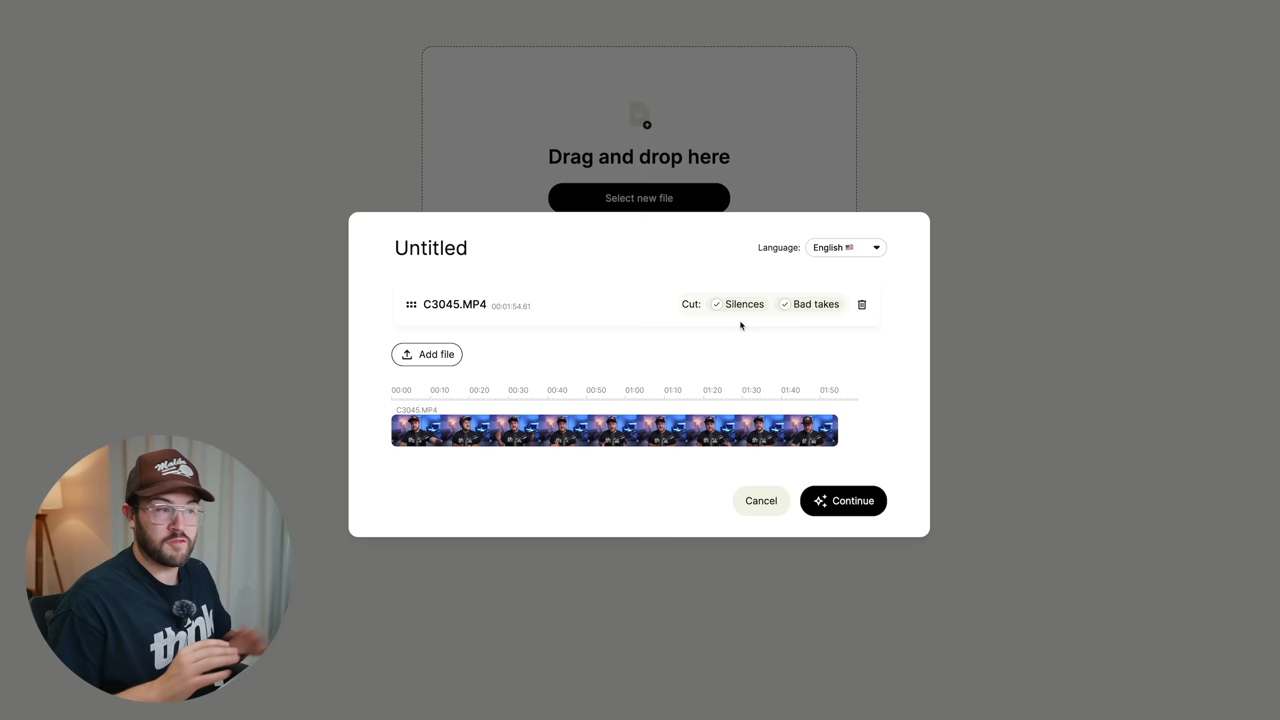 Drag and drop here
Select new file
Untitled
Language: English
C3045.MP4 00:01:54.61
Cut: Silences Bad takes
Add file
00:00 00:10 00:20 00:30 00:40 00:50 01:00 01:10 01:20 01:30 01:40 01:50
C3045.MP4
Cancel
Continue
think